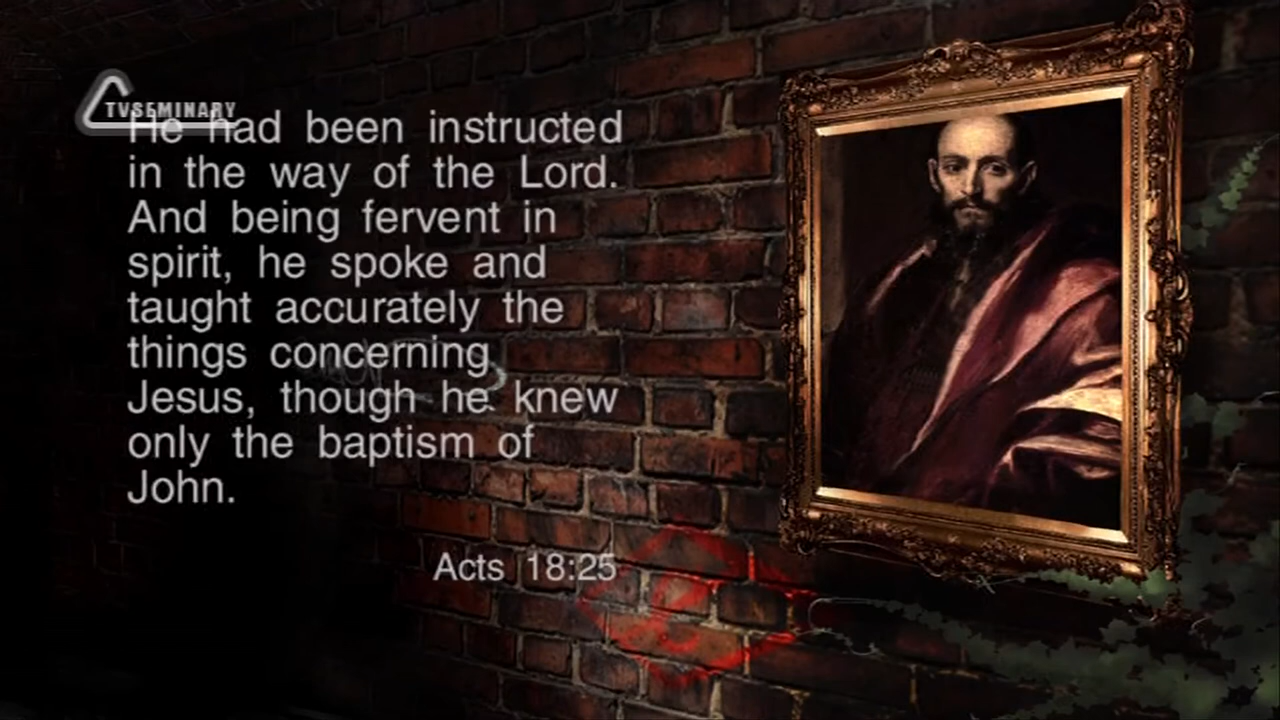 TVSEMINARY
He had been instructed
in the way of the Lord.
And being fervent in
spirit, he spoke and
taught accurately the
things concerning
Jesus, though he knew
only the baptism of
John.
Acts 18:25